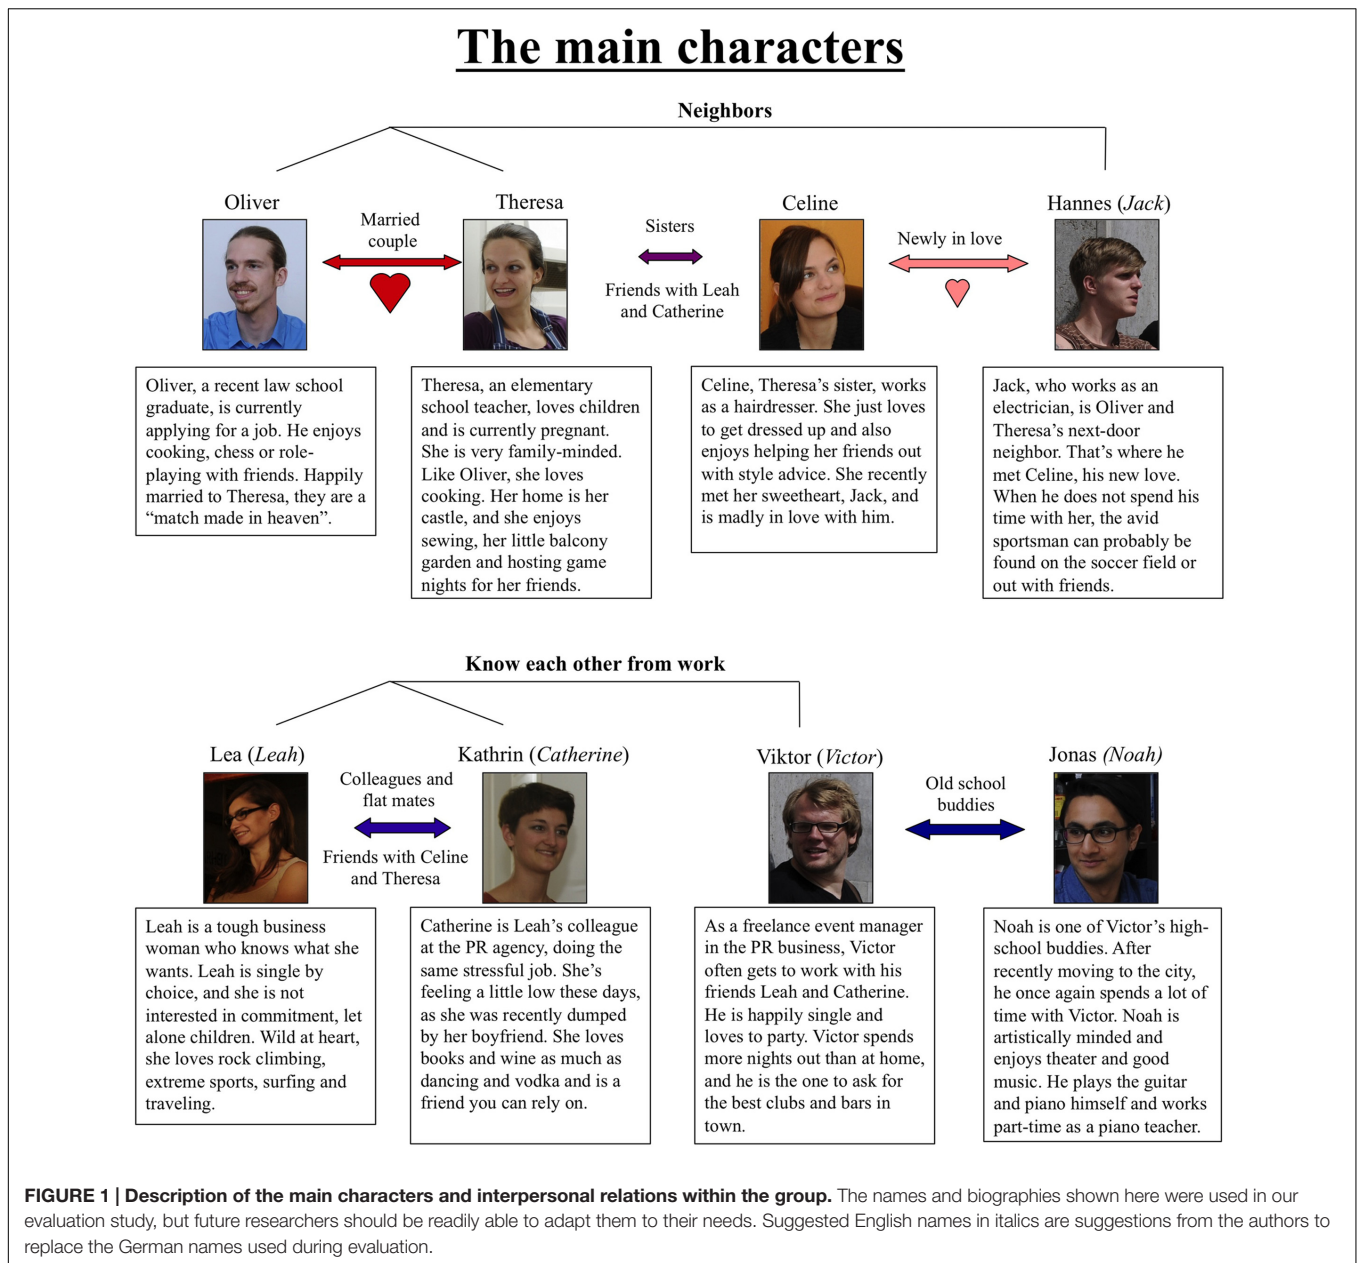 The main characters
Neighbors
Oliver
Theresa
Celine
Hannes (Jack)
Married
couple
Sisters
Friends with Leah
and Catherine
Newly in love
Oliver, a recent law school
graduate, is currently
applying for a job. He enjoys
cooking, chess or role-
playing with friends. Happily
married to Theresa, they are a
“match made in heaven”.
Theresa, an elementary
school teacher, loves children
and is currently pregnant.
She is very family-minded.
Like Oliver, she loves
cooking. Her home is her
castle, and she enjoys
sewing, her little balcony
garden and hosting game
nights for her friends.
Celine, Theresa’s sister, works
as a hairdresser. She just loves
to get dressed up and also
enjoys helping her friends out
with style advice. She recently
met her sweetheart, Jack, and
is madly in love with him.
Jack, who works as an
electrician, is Oliver and
Theresa’s next-door
neighbor. That’s where he
met Celine, his new love.
When he does not spend his
time with her, the avid
sportsman can probably be
found on the soccer field or
out with friends.
Know each other from work
Lea (Leah)
Kathrin (Catherine)
Viktor (Victor)
Jonas (Noah)
Colleagues and
flat mates
Friends with Celine
and Theresa
Old school
buddies
Leah is a tough business
woman who knows what she
wants. Leah is single by
choice, and she is not
interested in commitment, let
alone children. Wild at heart,
she loves rock climbing,
extreme sports, surfing and
traveling.
Catherine is Leah’s colleague
at the PR agency, doing the
same stressful job. She’s
feeling a little low these days,
as she was recently dumped
by her boyfriend. She loves
books and wine as much as
dancing and vodka and is a
friend you can rely on.
As a freelance event manager
in the PR business, Victor
often gets to work with his
friends Leah and Catherine.
He is happily single and
loves to party. Victor spends
more nights out than at home,
and he is the one to ask for
the best clubs and bars in
town.
Noah is one of Victor’s high-
school buddies. After
recently moving to the city,
he once again spends a lot of
time with Victor. Noah is
artistically minded and
enjoys theater and good
music. He plays the guitar
and piano himself and works
part-time as a piano teacher.
FIGURE 1 | Description of the main characters and interpersonal relations within the group. The names and biographies shown here were used in our
evaluation study, but future researchers should be readily able to adapt them to their needs. Suggested English names in italics are suggestions from the authors to
replace the German names used during evaluation.